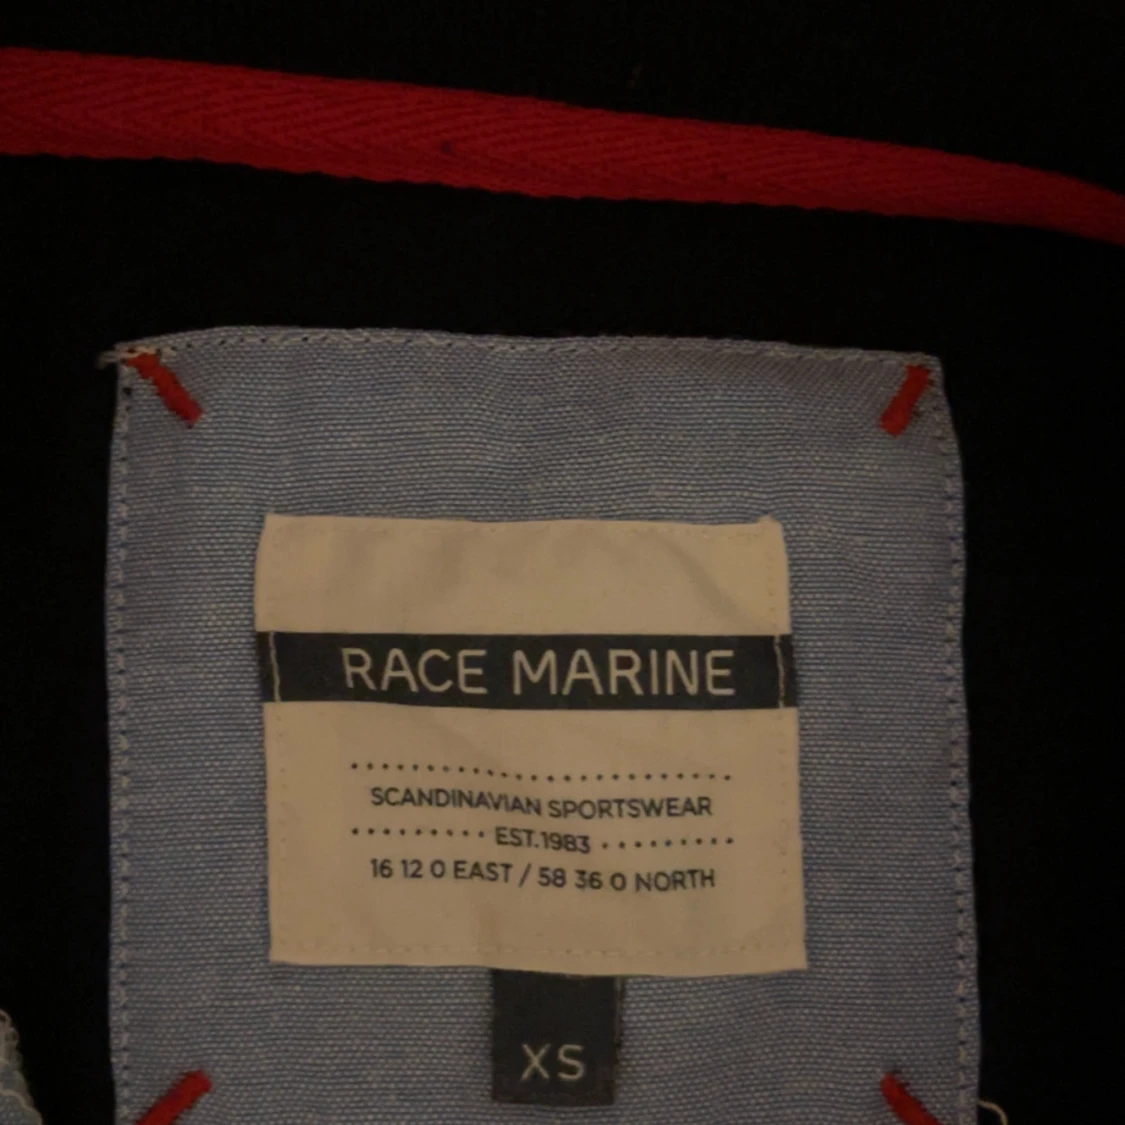 RACE MARINE
SCANDINAVIAN SPORTSWEAR
EST.1983
16 12 0 EAST / 58 36 0 NORTH
XS